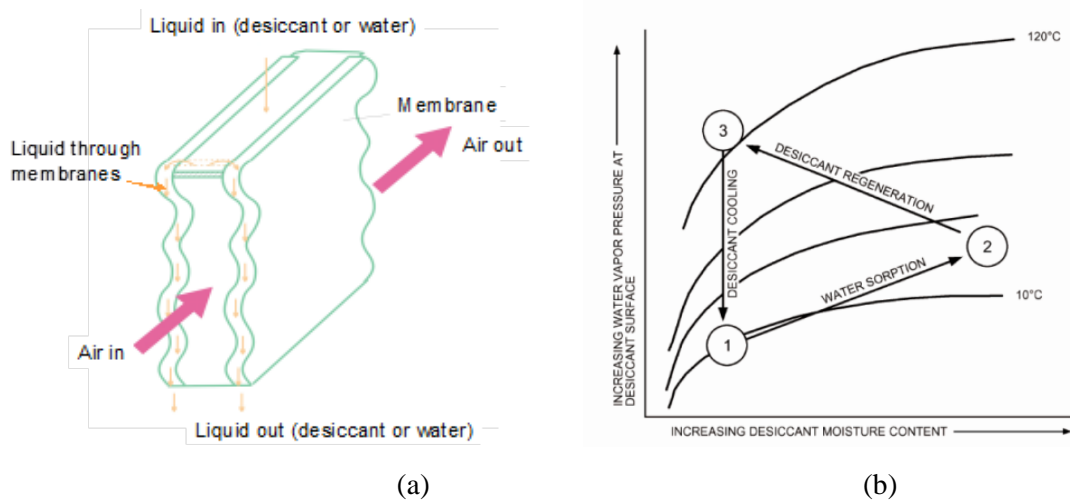 Liquid in (desiccant or water)
Membrane
Air out
Liquid through
membranes
Air in
Liquid out (desiccant or water)
(a)
120°C
3
DESICCANT REGENERATION
DESICCANT COOLING
2
WATER SORPTION
10°C
1
INCREASING WATER VAPOR PRESSURE AT
DESICCANT SURFACE
INCREASING DESICCANT MOISTURE CONTENT
(b)